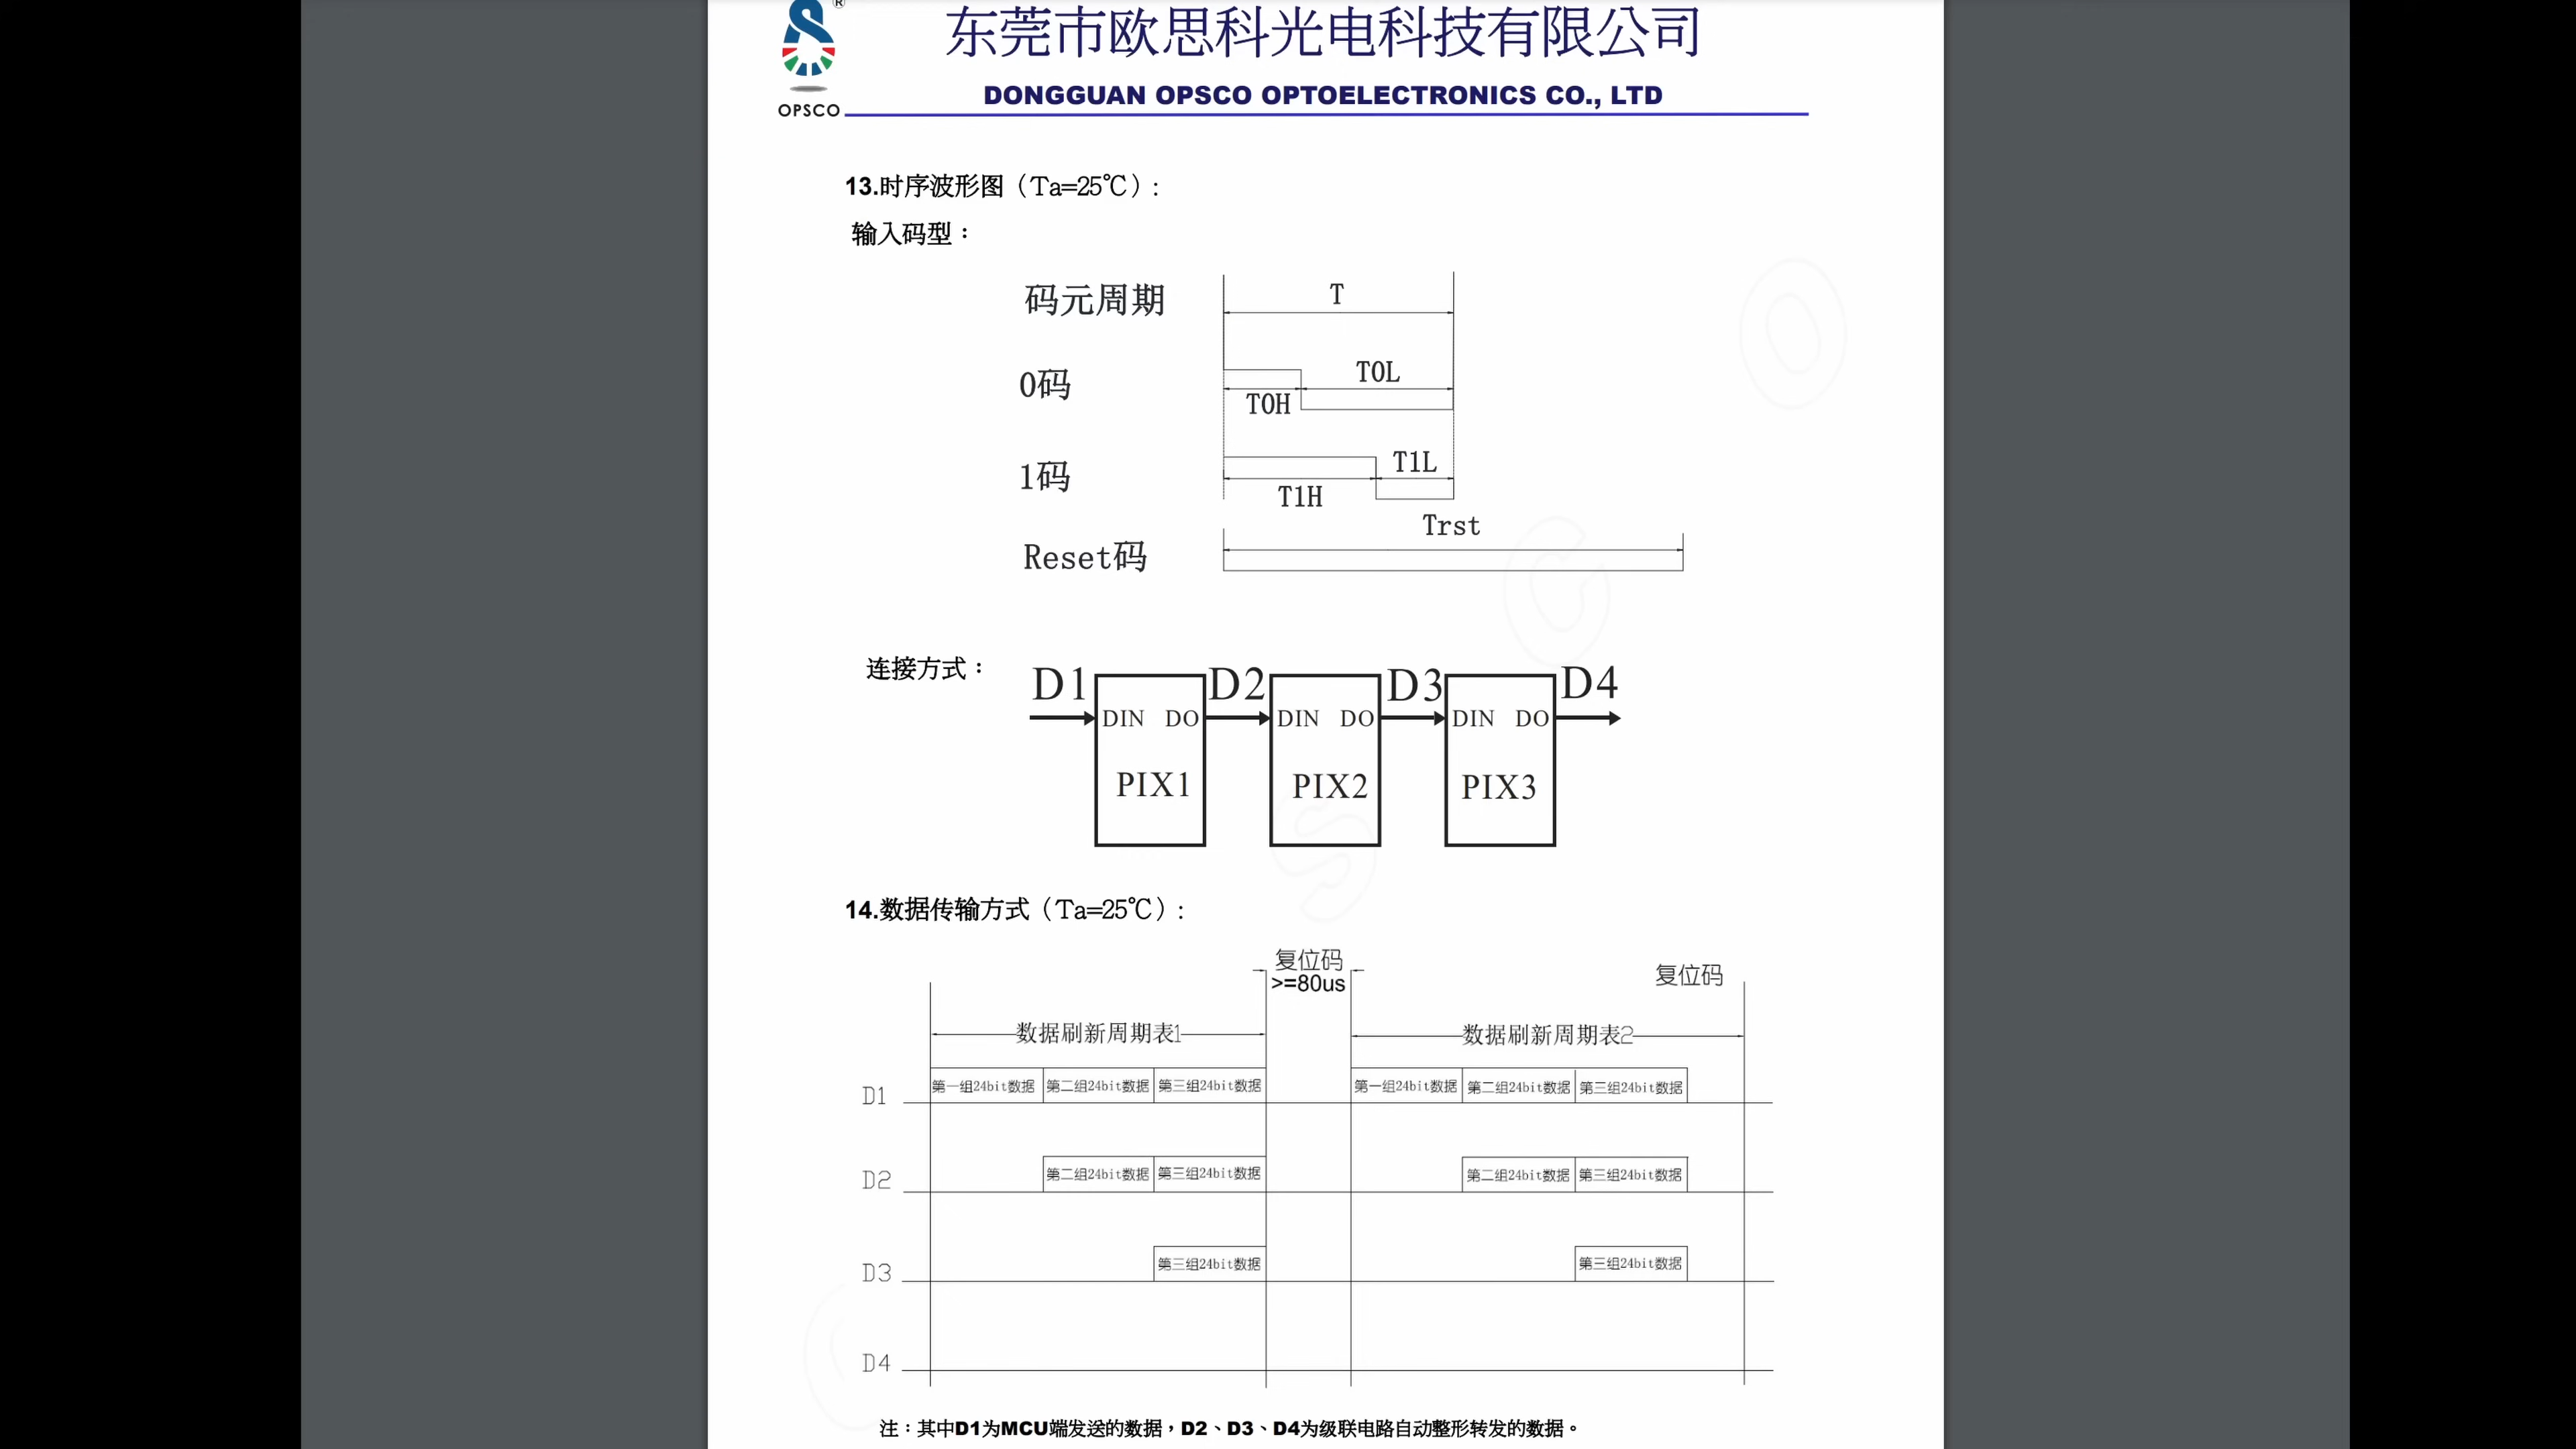 ®
OPSCO
东莞市欧思科光电科技有限公司
DONGGUAN OPSCO OPTOELECTRONICS CO., LTD
13.时序波形图（Ta=25℃）:
输入码型：
码元周期
T
0码
T0H
T0L
1码
T1H
T1L
Reset码
Trst
连接方式：
D1 D2 D3 D4
DIN DO DIN DO DIN DO
PIX1 PIX2 PIX3
14.数据传输方式（Ta=25℃）:
复位码
>=80us
复位码
数据刷新周期表1 数据刷新周期表2
D1 第一组24bit数据 第二组24bit数据 第三组24bit数据 第一组24bit数据 第二组24bit数据 第三组24bit数据
D2 第二组24bit数据 第三组24bit数据 第二组24bit数据 第三组24bit数据
D3 第三组24bit数据 第三组24bit数据
D4
注：其中D1为MCU端发送的数据，D2、D3、D4为级联电路自动整形转发的数据。
O
C
S